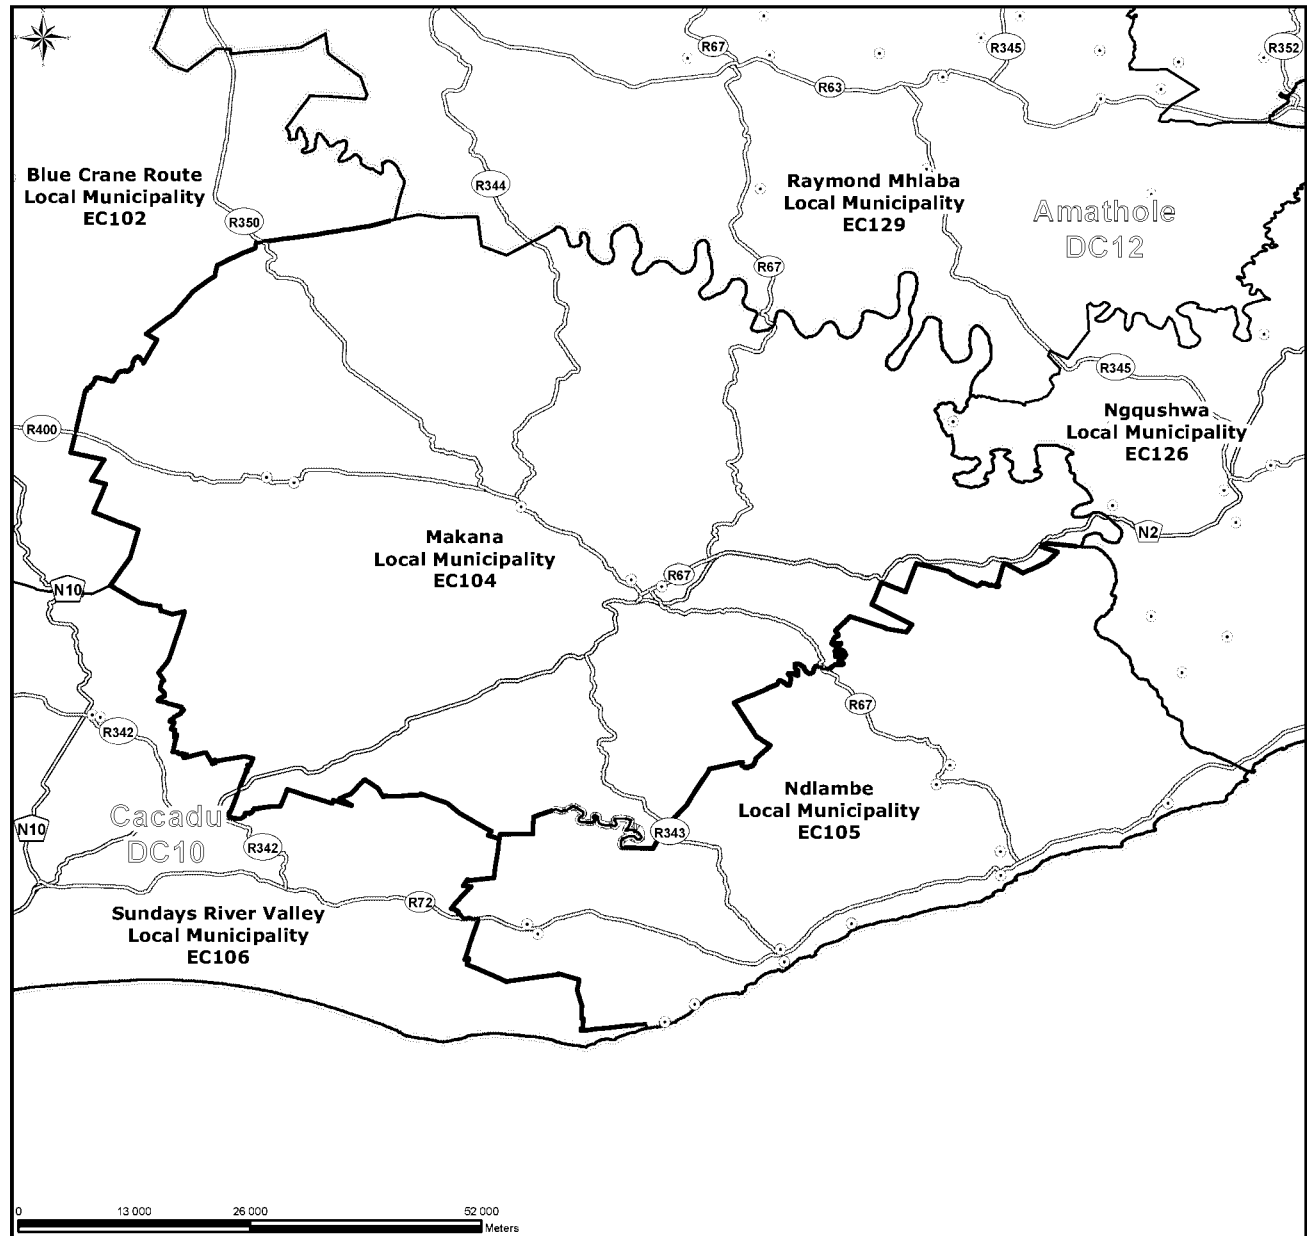 R67
R345
R352
R63
Blue Crane Route
Local Municipality
EC102
R344
Raymond Mhlaba
Local Municipality
EC129
Amathole
DC12
R350
R67
R345
R400
Ngqushwa
Local Municipality
EC126
Makana
Local Municipality
EC104
N2
R67
N10
R67
R342
Ndlambe
Local Municipality
EC105
Cacadu
DC10
N10
R342
R343
R72
Sundays River Valley
Local Municipality
EC106
0 13 000 26 000 52 000
Meters